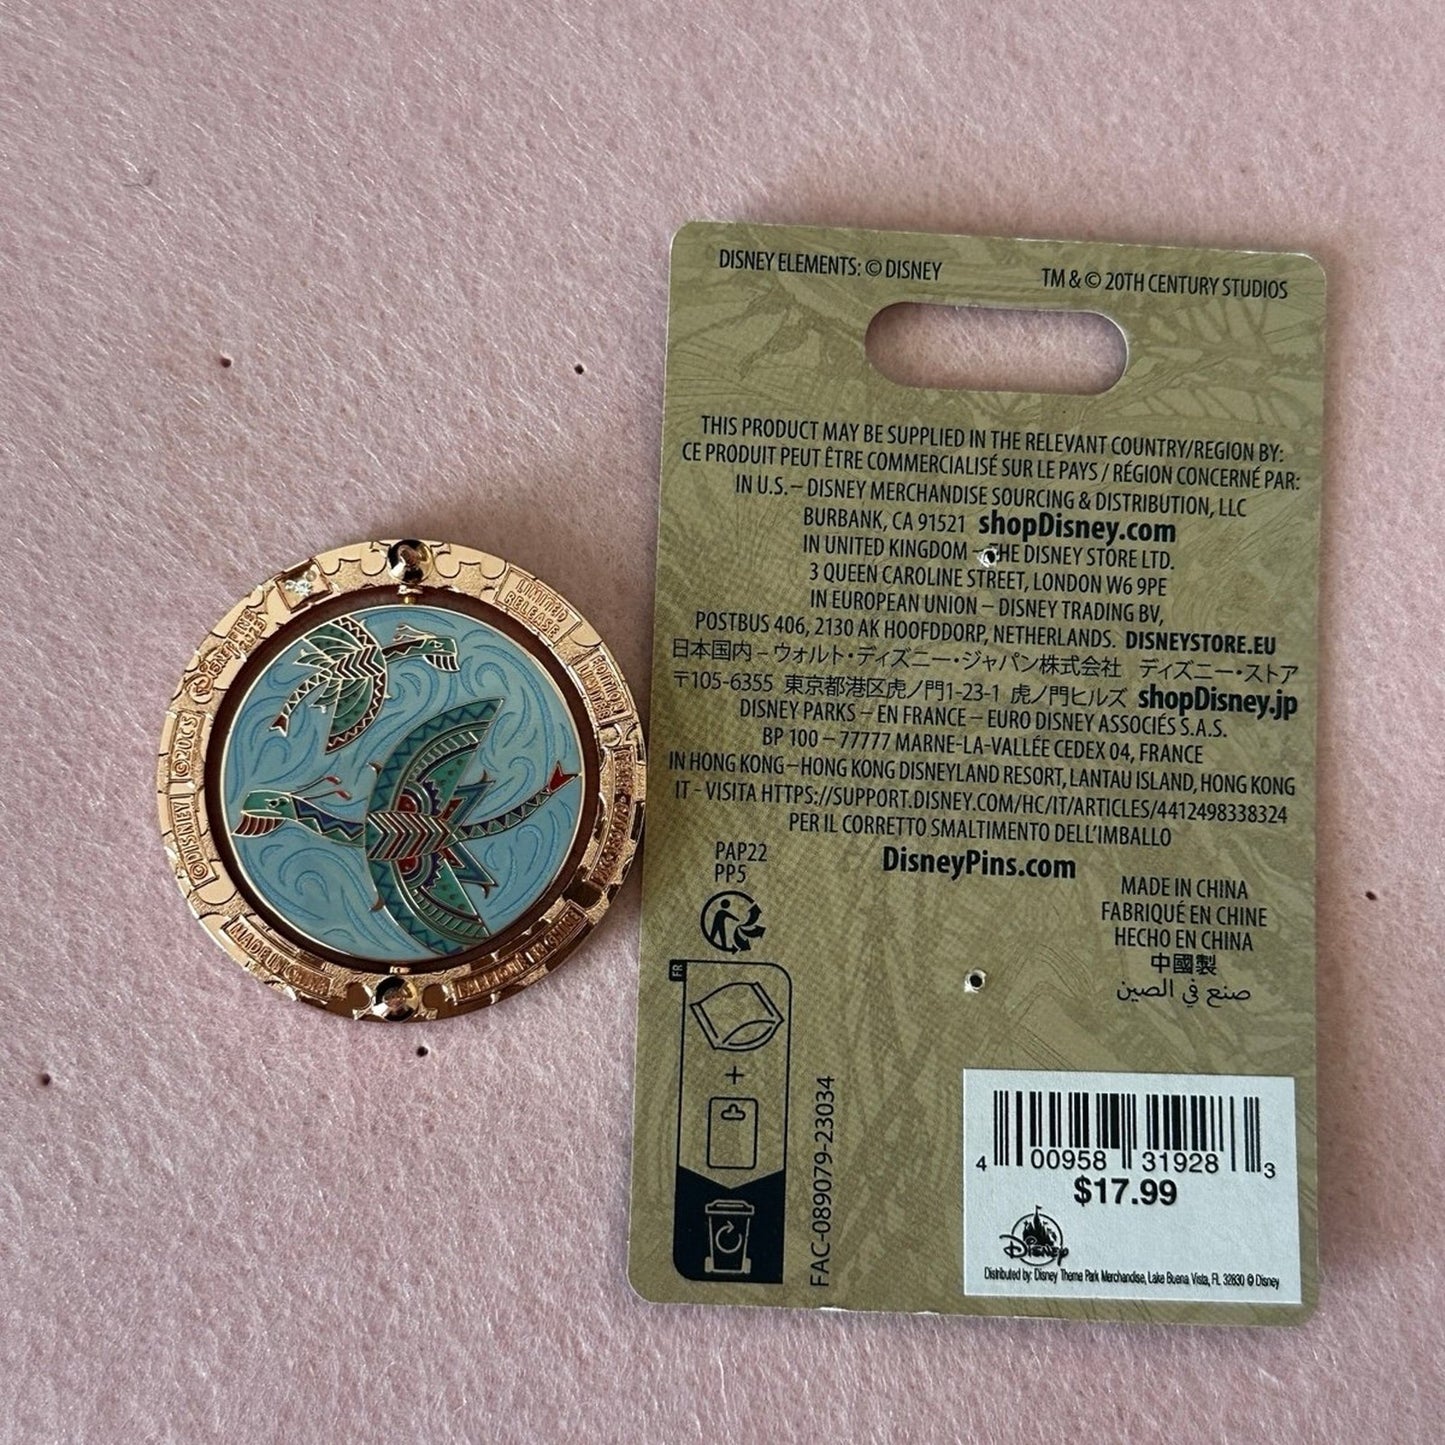 LIMITED
RELEASE
Disney PINS
2023
©DISNEY
©20CS
MADE IN CHINA
FABRIQUÉ EN CHINE
DISNEY ELEMENTS: © DISNEY
TM & © 20TH CENTURY STUDIOS
THIS PRODUCT MAY BE SUPPLIED IN THE RELEVANT COUNTRY/REGION BY:
CE PRODUIT PEUT ÊTRE COMMERCIALISÉ SUR LE PAYS / RÉGION CONCERNÉ PAR:
IN U.S. – DISNEY MERCHANDISE SOURCING & DISTRIBUTION, LLC
BURBANK, CA 91521 shopDisney.com
IN UNITED KINGDOM – THE DISNEY STORE LTD.
3 QUEEN CAROLINE STREET, LONDON W6 9PE
IN EUROPEAN UNION – DISNEY TRADING BV,
POSTBUS 406, 2130 AK HOOFDDORP, NETHERLANDS. DISNEYSTORE.EU
日本国内 – ウォルト・ディズニー・ジャパン株式会社 ディズニー・ストア
〒105-6355 東京都港区虎ノ門1-23-1 虎ノ門ヒルズ shopDisney.jp
DISNEY PARKS – EN FRANCE – EURO DISNEY ASSOCIÉS S.A.S.
BP 100 – 77777 MARNE-LA-VALLÉE CEDEX 04, FRANCE
IN HONG KONG – HONG KONG DISNEYLAND RESORT, LANTAU ISLAND, HONG KONG
IT - VISITA HTTPS://SUPPORT.DISNEY.COM/HC/IT/ARTICLES/4412498338324
PER IL CORRETTO SMALTIMENTO DELL'IMBALLO
DisneyPins.com
PAP22
PP5
MADE IN CHINA
FABRIQUÉ EN CHINE
HECHO EN CHINA
中國製
صنع في الصين
FR
+
FAC-089079-23034
4 00958 31928 3
$17.99
Disney
Distributed by: Disney Theme Park Merchandise, Lake Buena Vista, FL 32830 © Disney